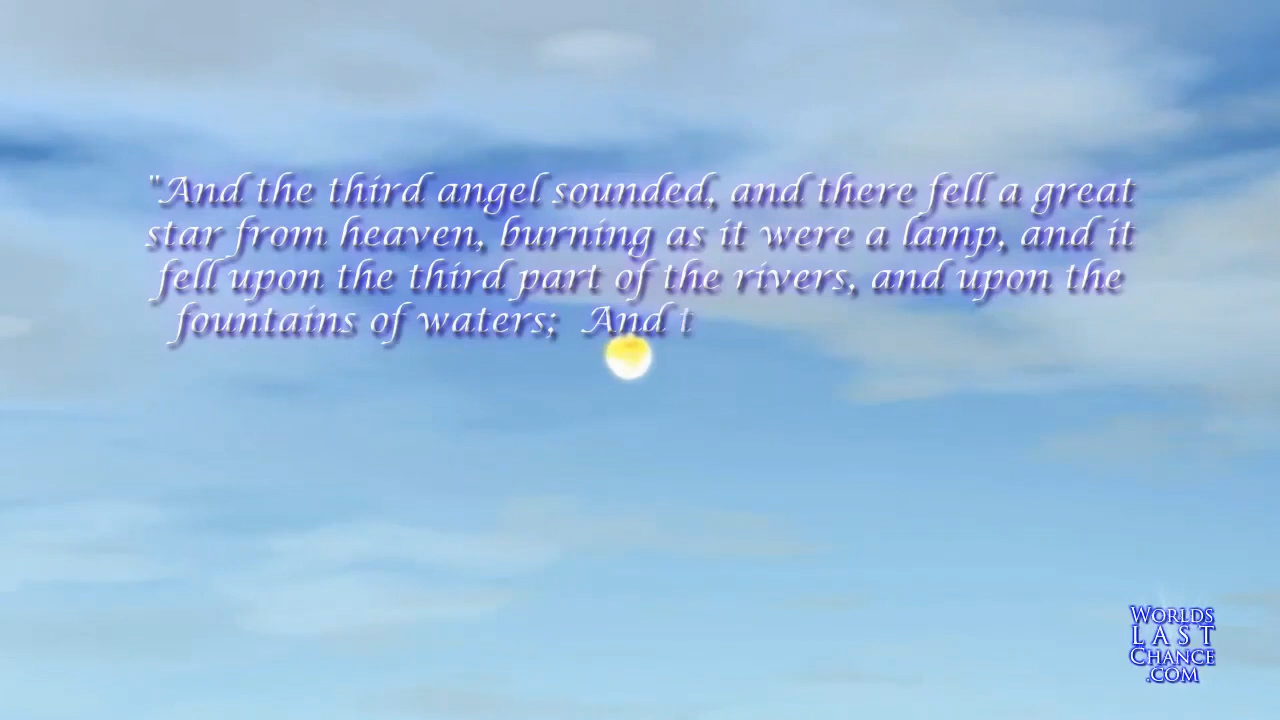 "And the third angel sounded, and there fell a great
star from heaven, burning as it were a lamp, and it
fell upon the third part of the rivers, and upon the
fountains of waters; And t
WORLDS
LAST
CHANCE
.COM